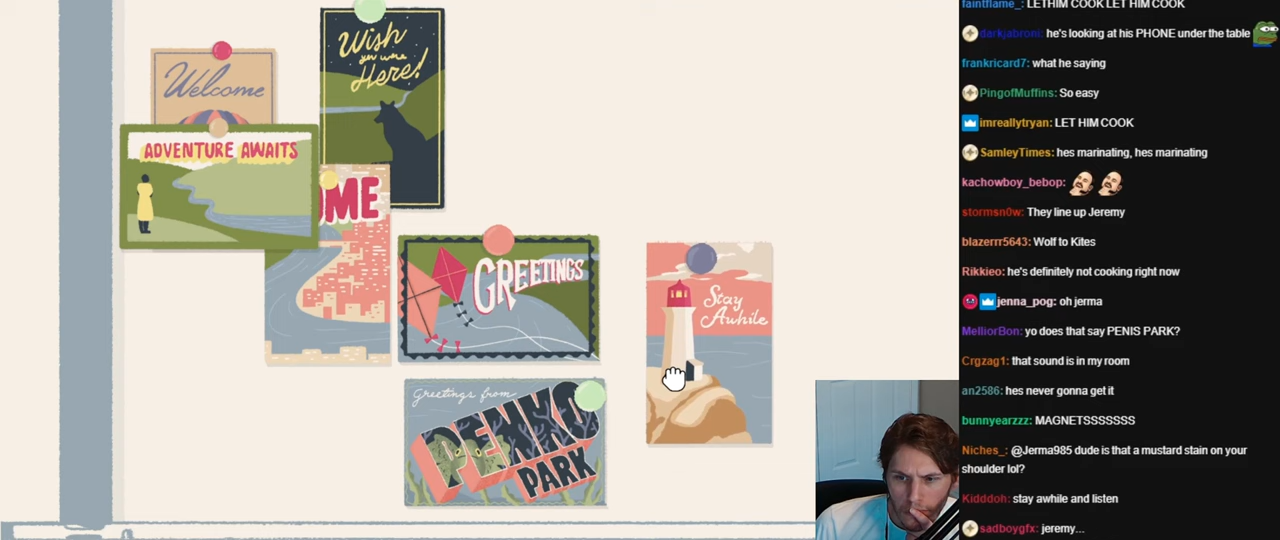 Welcome
Wish
you were
Here!
ADVENTURE AWAITS
OME
GREETINGS
Stay
Awhile
Greetings from
PENKO
PARK
faintflame_: LETHIM COOK LET HIM COOK
darkjabroni: he's looking at his PHONE under the table
frankricard7: what he saying
PingofMuffins: So easy
imreallytryan: LET HIM COOK
SamleyTimes: hes marinating, hes marinating
kachowboy_bebop:
stormsn0w: They line up Jeremy
blazerrr5643: Wolf to Kites
Rikkieo: he's definitely not cooking right now
jenna_pog: oh jerma
MelliorBon: yo does that say PENIS PARK?
Crgzag1: that sound is in my room
an2586: hes never gonna get it
bunnyearzzz: MAGNETSSSSSSS
Niches_: @Jerma985 dude is that a mustard stain on your
shoulder lol?
Kidddoh: stay awhile and listen
sadboygfx: jeremy...